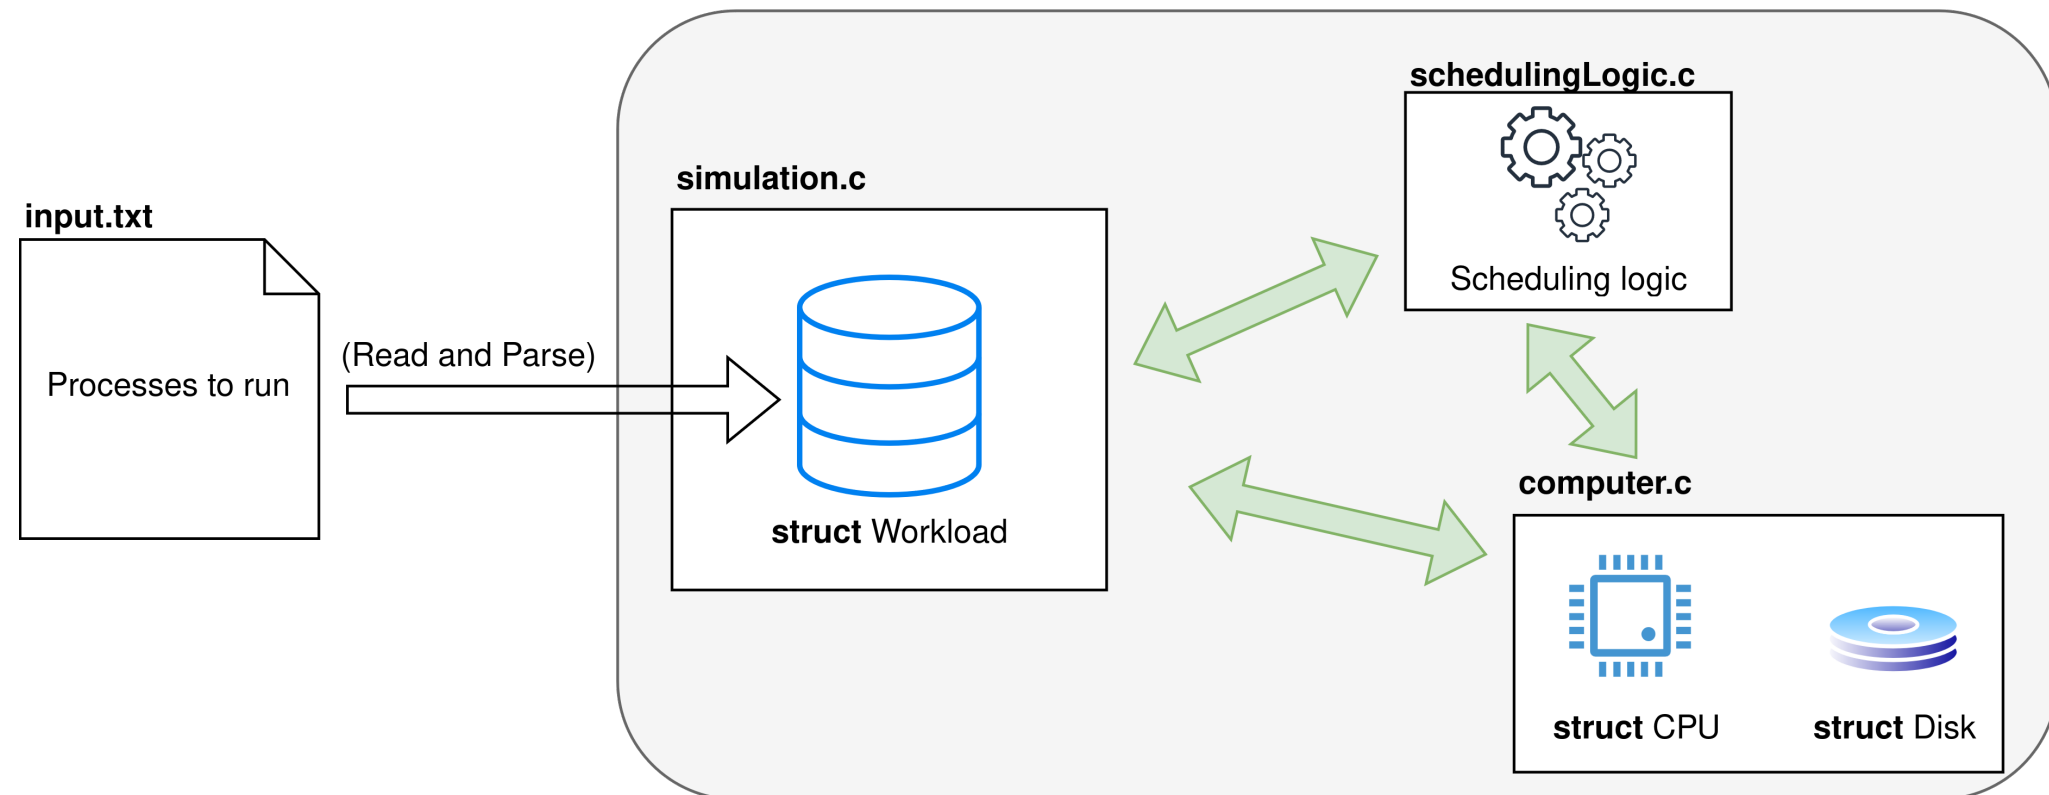 input.txt
Processes to run
(Read and Parse)
simulation.c
struct Workload
schedulingLogic.c
Scheduling logic
computer.c
struct CPU
struct Disk